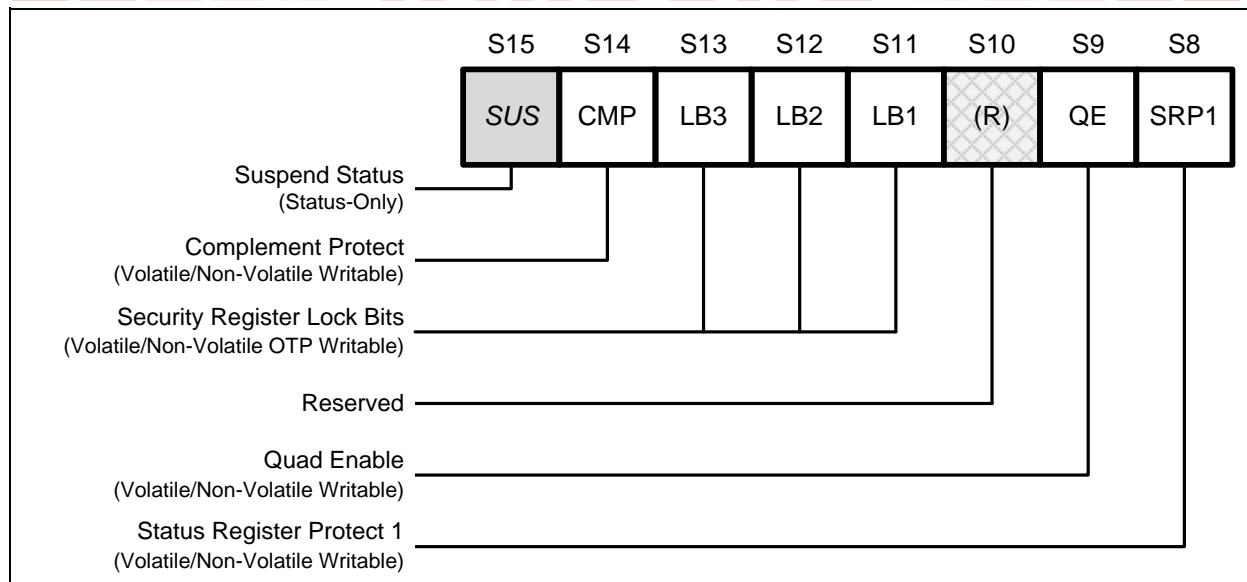 S15 S14 S13 S12 S11 S10 S9 S8
SUS CMP LB3 LB2 LB1 (R) QE SRP1
Suspend Status
(Status-Only)
Complement Protect
(Volatile/Non-Volatile Writable)
Security Register Lock Bits
(Volatile/Non-Volatile OTP Writable)
Reserved
Quad Enable
(Volatile/Non-Volatile Writable)
Status Register Protect 1
(Volatile/Non-Volatile Writable)